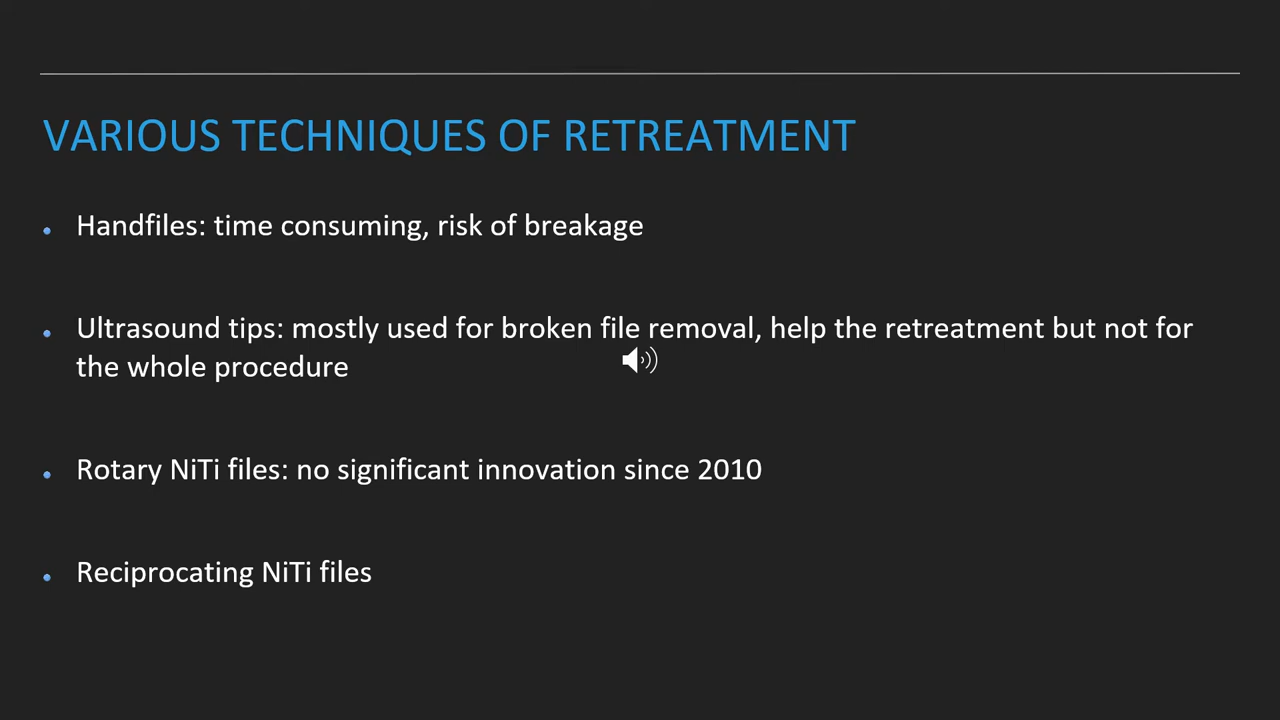 VARIOUS TECHNIQUES OF RETREATMENT
Handfiles: time consuming, risk of breakage
Ultrasound tips: mostly used for broken file removal, help the retreatment but not for
the whole procedure
Rotary NiTi files: no significant innovation since 2010
Reciprocating NiTi files